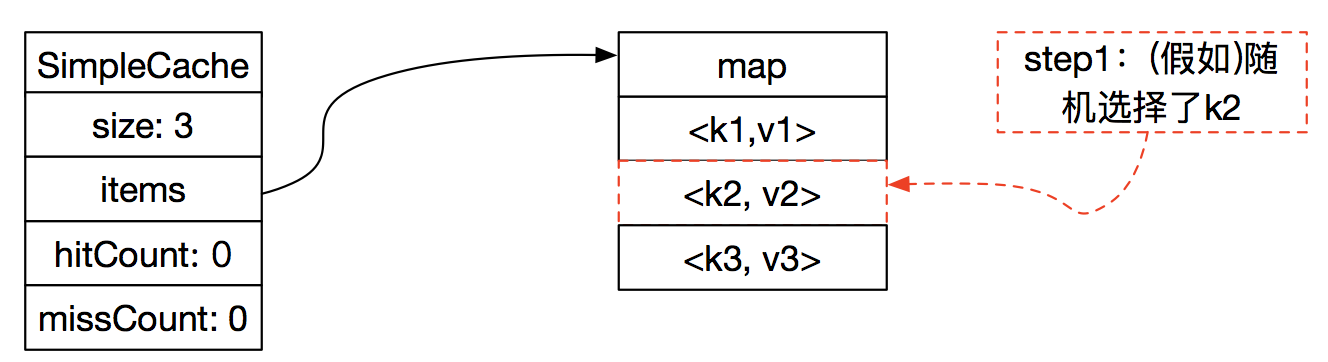 SimpleCache
size: 3
items
hitCount: 0
missCount: 0
map
<k1,v1>
<k2, v2>
<k3, v3>
step1：(假如)随
机选择了k2